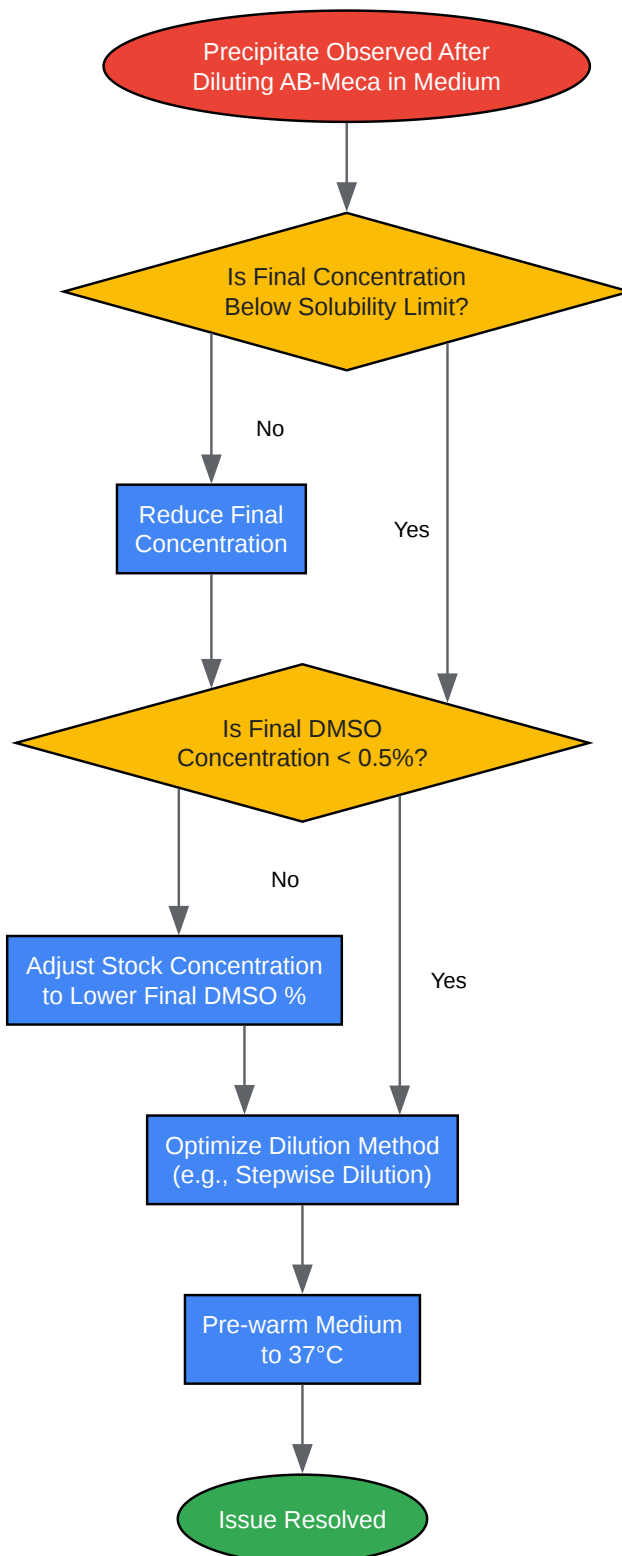 Precipitate Observed After
Diluting AB-Meca in Medium
Is Final Concentration
Below Solubility Limit?
No
Reduce Final
Concentration
Yes
Is Final DMSO
Concentration < 0.5%?
No
Adjust Stock Concentration
to Lower Final DMSO %
Yes
Optimize Dilution Method
(e.g., Stepwise Dilution)
Pre-warm Medium
to 37°C
Issue Resolved